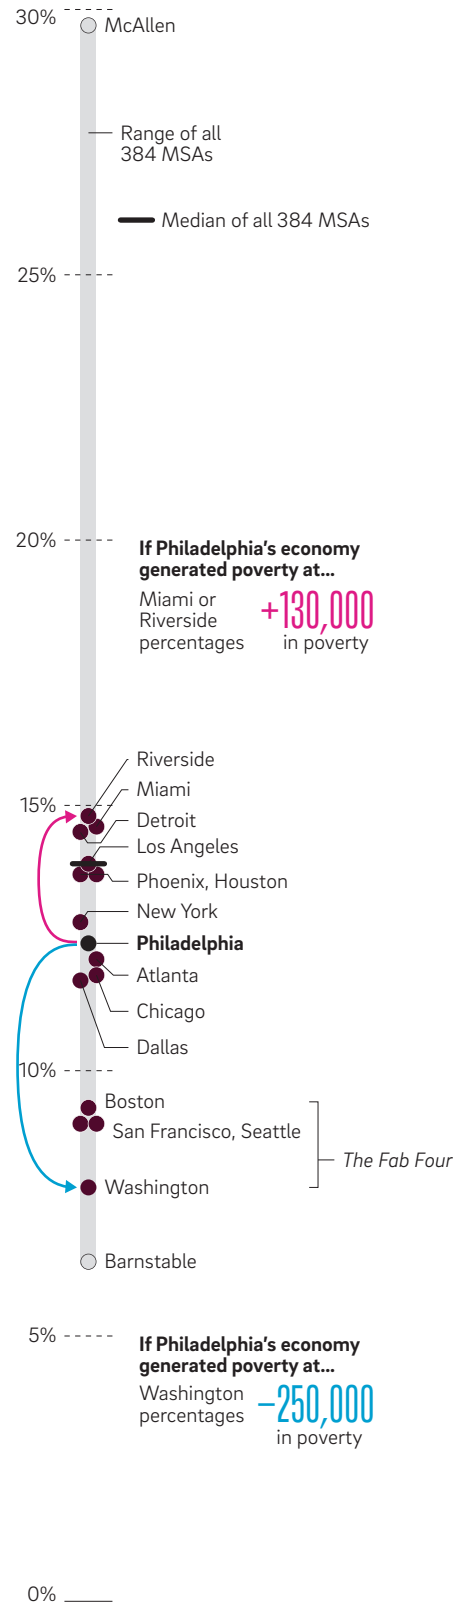 30%
McAllen
Range of all
384 MSAs
Median of all 384 MSAs
25%
20%
If Philadelphia's economy
generated poverty at...
Miami or
Riverside
percentages
+130,000
in poverty
Riverside
Miami
15%
Detroit
Los Angeles
Phoenix, Houston
New York
Philadelphia
Atlanta
Chicago
Dallas
10%
Boston
San Francisco, Seattle
The Fab Four
Washington
Barnstable
5%
If Philadelphia's economy
generated poverty at...
Washington
percentages
–250,000
in poverty
0%